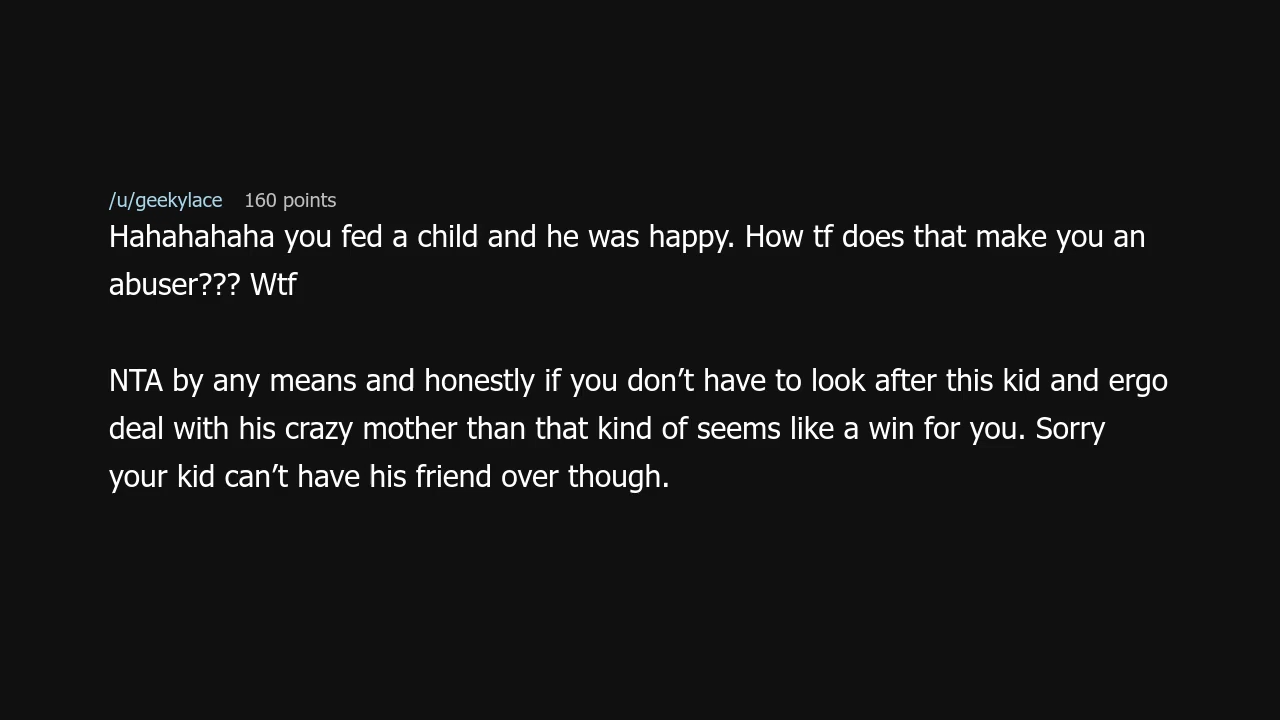 /u/geekylace 160 points
Hahahahaha you fed a child and he was happy. How tf does that make you an
abuser??? Wtf
NTA by any means and honestly if you don’t have to look after this kid and ergo
deal with his crazy mother than that kind of seems like a win for you. Sorry
your kid can’t have his friend over though.